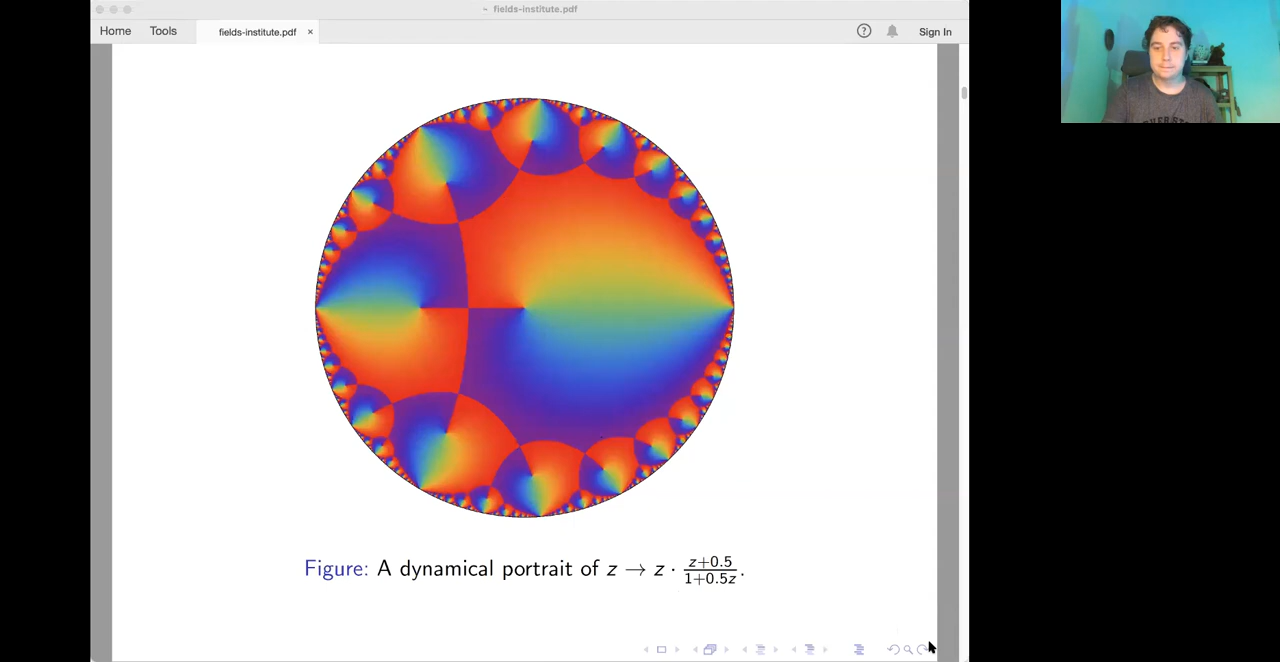 fields-institute.pdf
Home Tools fields-institute.pdf × Sign In
Figure: A dynamical portrait of z → z · \frac{z+0.5}{1+0.5z}.